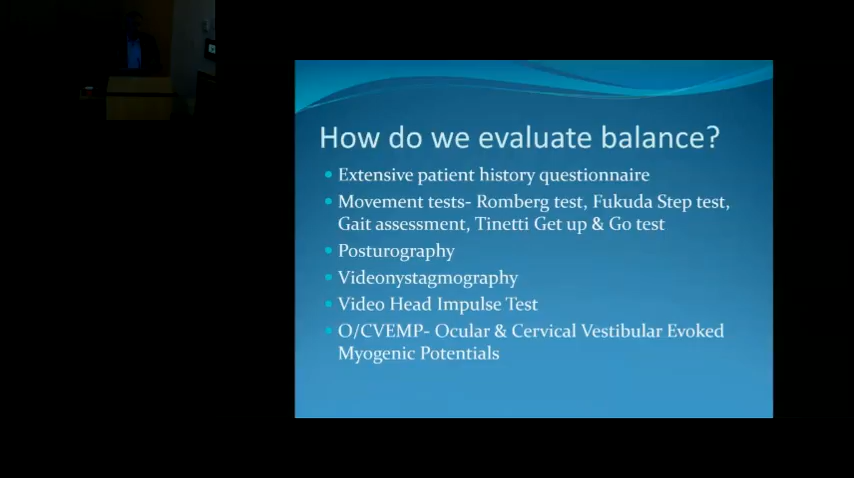 How do we evaluate balance?
Extensive patient history questionnaire
Movement tests- Romberg test, Fukuda Step test,
Gait assessment, Tinetti Get up & Go test
Posturography
Videonystagmography
Video Head Impulse Test
O/CVEMP- Ocular & Cervical Vestibular Evoked
Myogenic Potentials